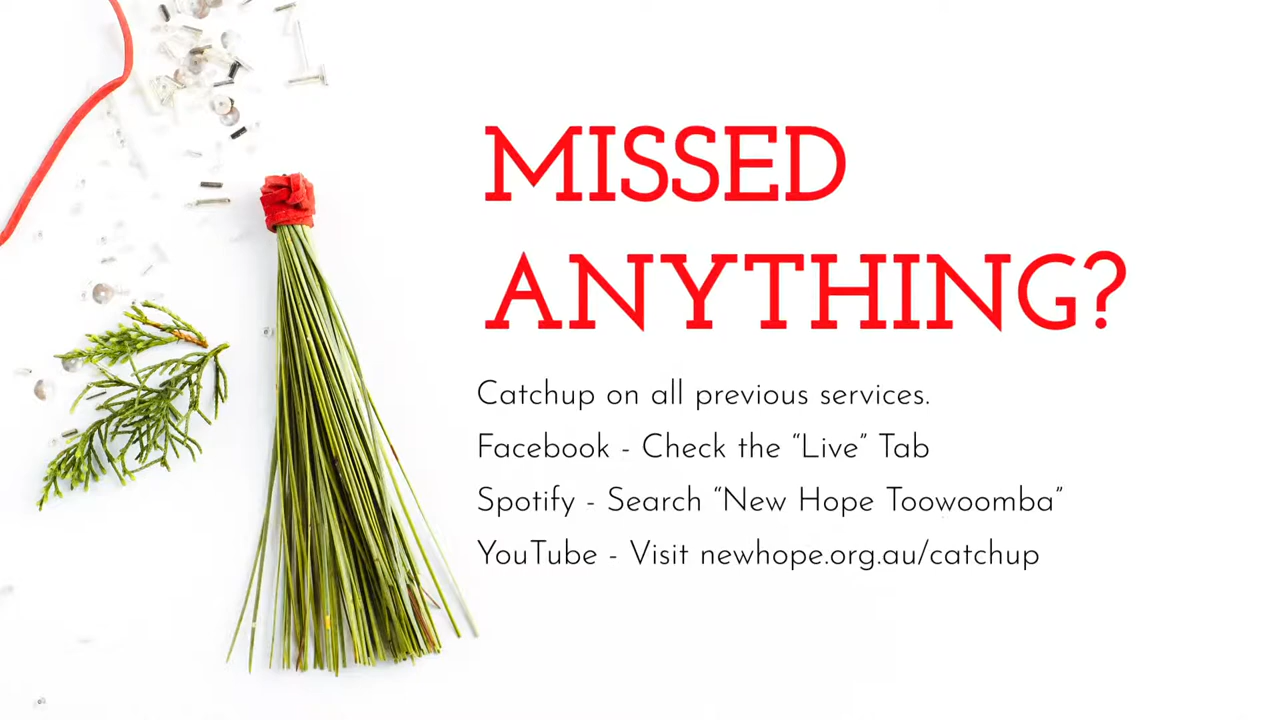 MISSED
ANYTHING?
Catchup on all previous services.
Facebook - Check the “Live” Tab
Spotify - Search “New Hope Toowoomba”
YouTube - Visit newhope.org.au/catchup